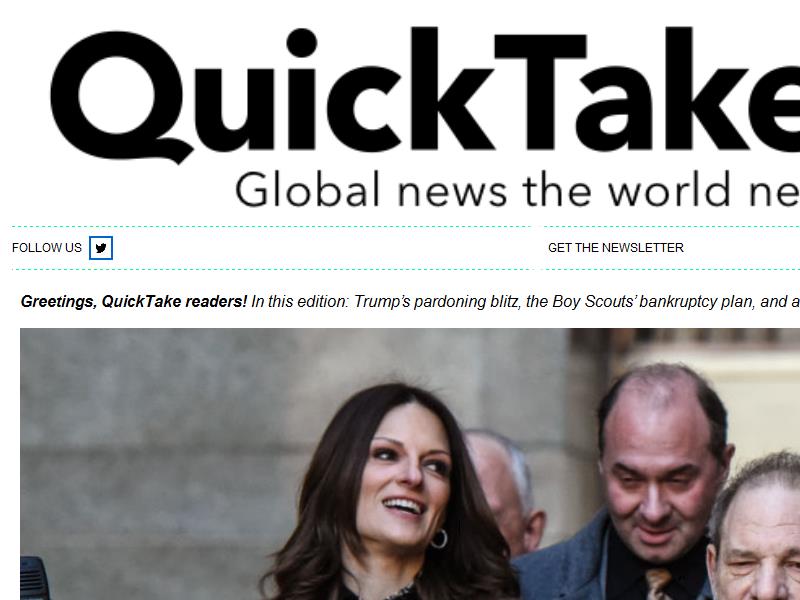 QuickTake
Global news the world ne
FOLLOW US
GET THE NEWSLETTER
Greetings, QuickTake readers! In this edition: Trump’s pardoning blitz, the Boy Scouts’ bankruptcy plan, and a